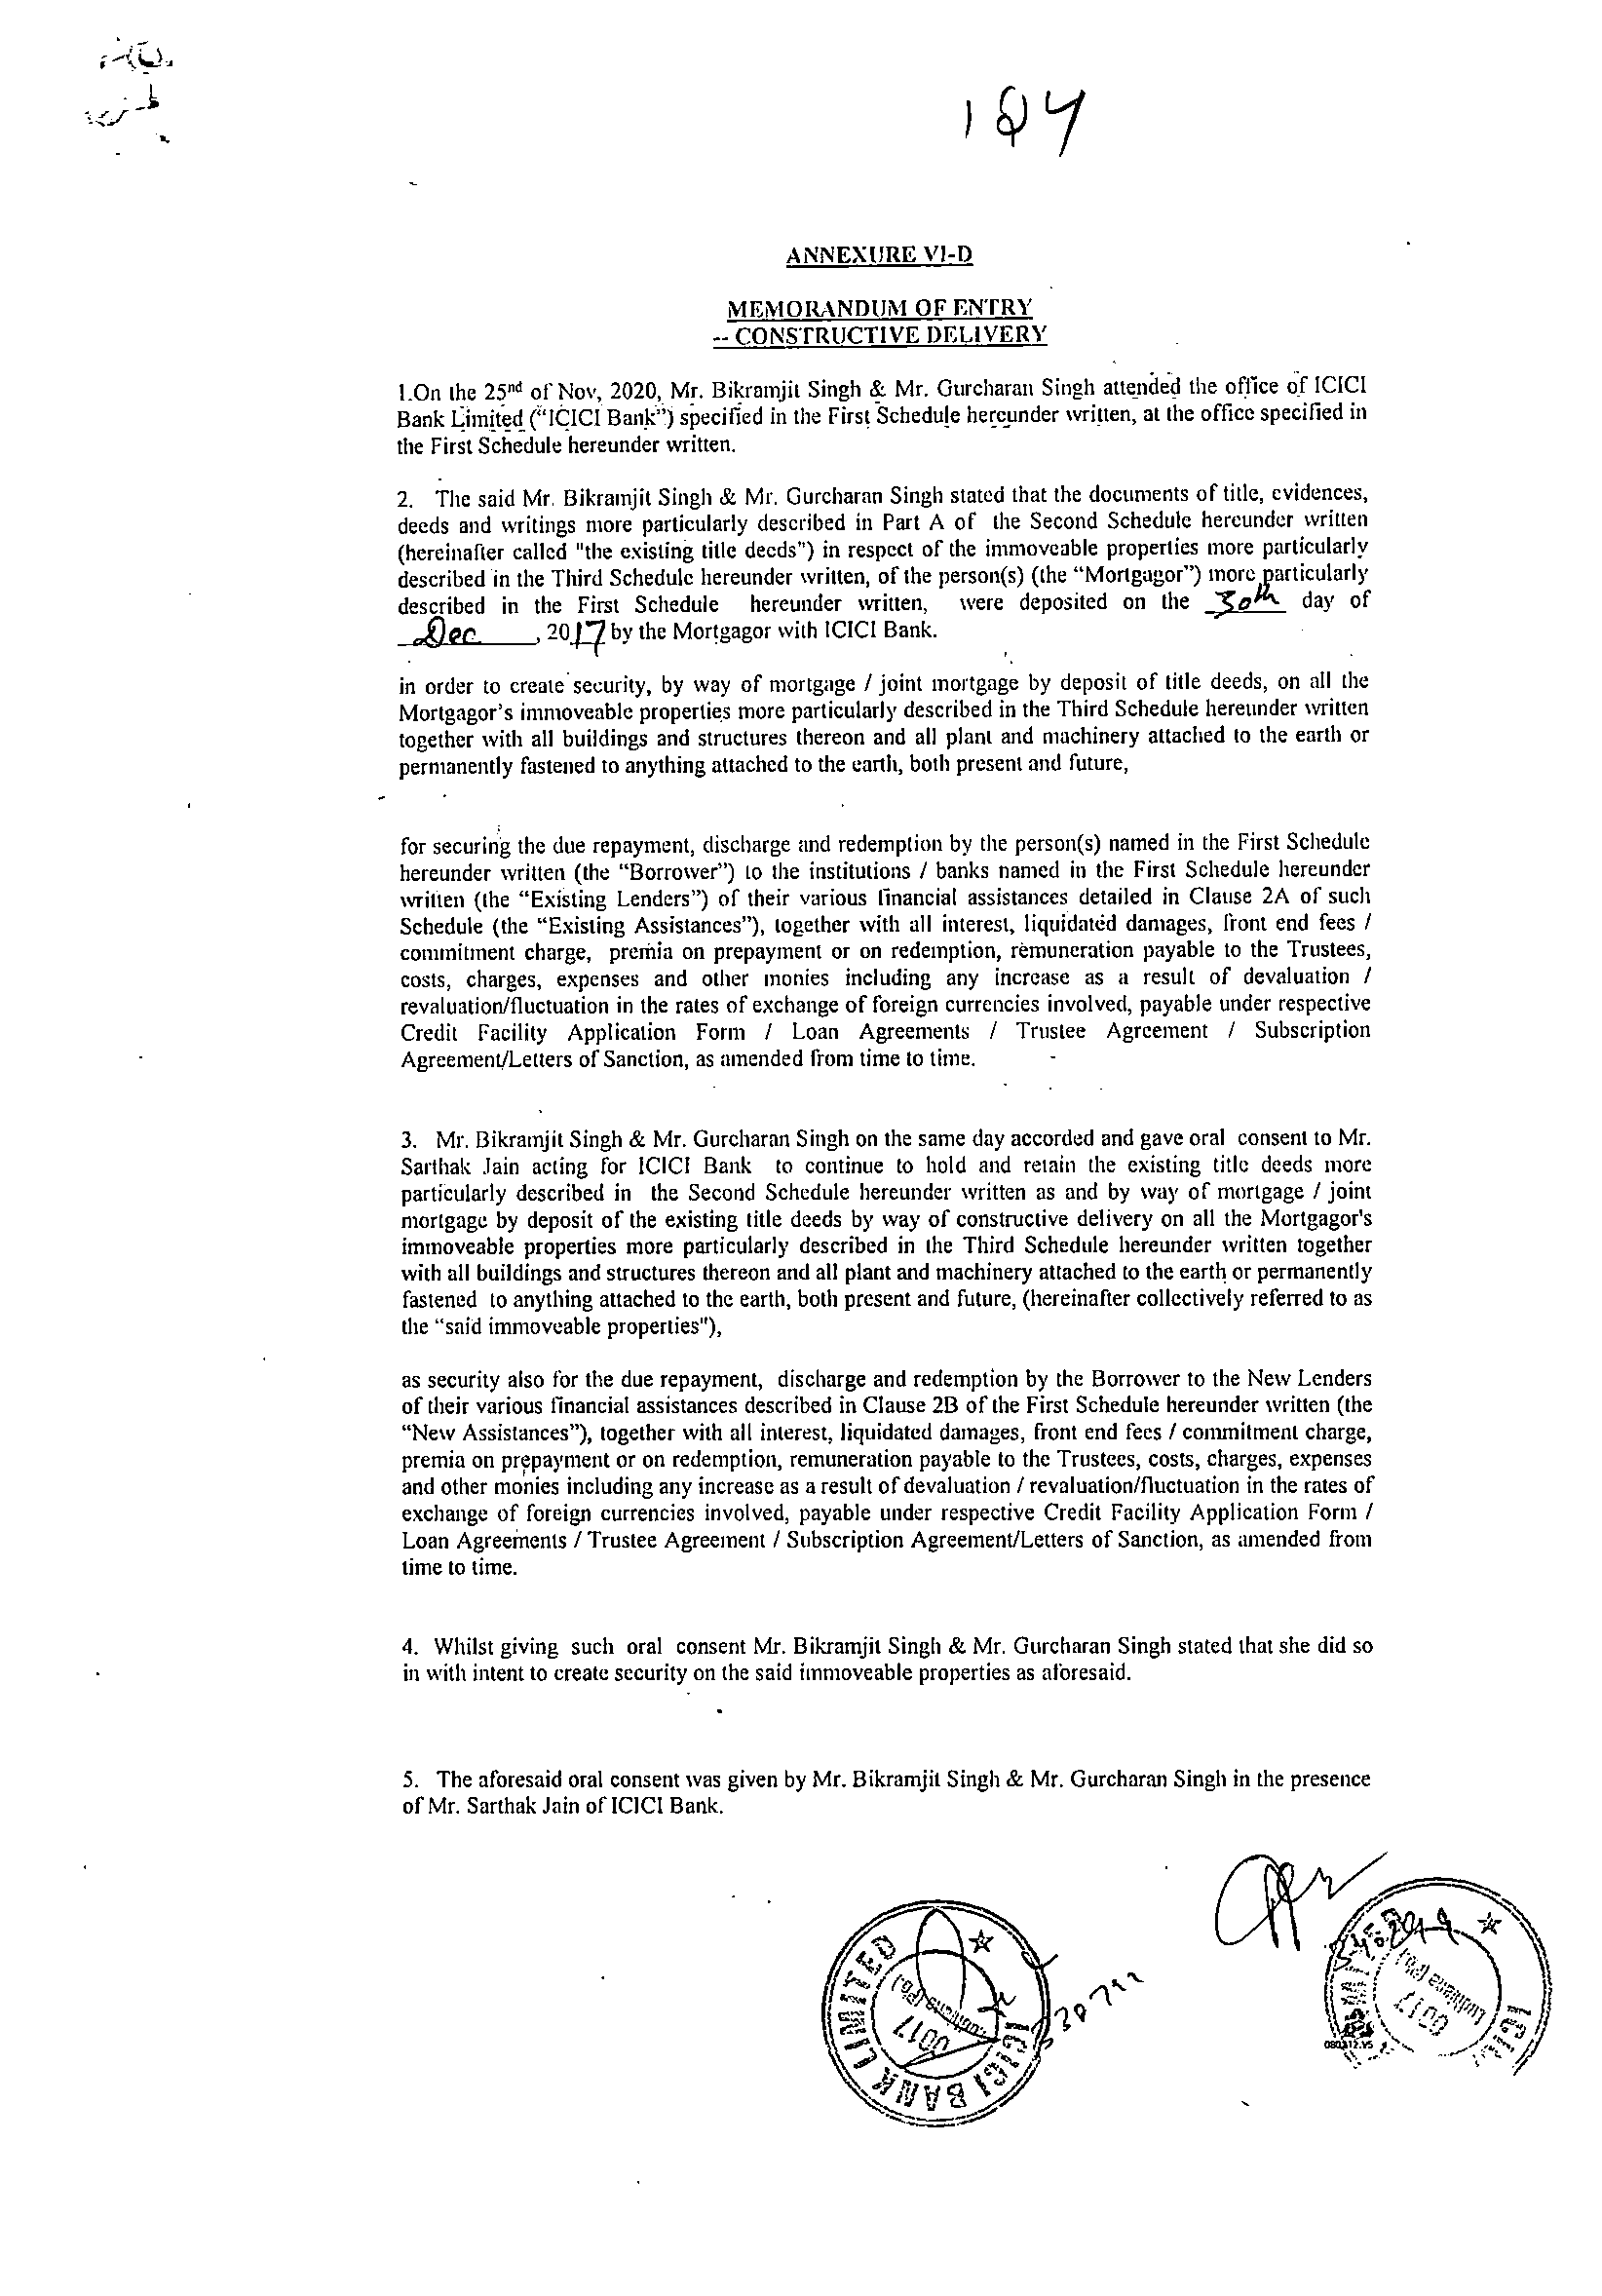 184
ANNEXURE VI-D
MEMORANDUM OF ENTRY
-- CONSTRUCTIVE DELIVERY
1.On the 25nd of Nov, 2020, Mr. Bikramjit Singh & Mr. Gurcharan Singh attended the office of ICICI
Bank Limited ("ICICI Bank") specified in the First Schedule hereunder written, at the office specified in
the First Schedule hereunder written.
2. The said Mr. Bikramjit Singh & Mr. Gurcharan Singh stated that the documents of title, evidences,
deeds and writings more particularly described in Part A of the Second Schedule hereunder written
(hereinafter called "the existing title deeds") in respect of the immoveable properties more particularly
described in the Third Schedule hereunder written, of the person(s) (the “Mortgagor”) more particularly
described in the First Schedule hereunder written, were deposited on the 30th day of
Dec, 2017 by the Mortgagor with ICICI Bank.
in order to create security, by way of mortgage / joint mortgage by deposit of title deeds, on all the
Mortgagor's immoveable properties more particularly described in the Third Schedule hereunder written
together with all buildings and structures thereon and all plant and machinery attached to the earth or
permanently fastened to anything attached to the earth, both present and future,
for securing the due repayment, discharge and redemption by the person(s) named in the First Schedule
hereunder written (the “Borrower”) to the institutions / banks named in the First Schedule hereunder
written (the “Existing Lenders”) of their various financial assistances detailed in Clause 2A of such
Schedule (the “Existing Assistances”), together with all interest, liquidated damages, front end fees /
commitment charge, premia on prepayment or on redemption, remuneration payable to the Trustees,
costs, charges, expenses and other monies including any increase as a result of devaluation /
revaluation/fluctuation in the rates of exchange of foreign currencies involved, payable under respective
Credit Facility Application Form / Loan Agreements / Trustee Agreement / Subscription
Agreement/Letters of Sanction, as amended from time to time.
3. Mr. Bikramjit Singh & Mr. Gurcharan Singh on the same day accorded and gave oral consent to Mr.
Sarthak Jain acting for ICICI Bank to continue to hold and retain the existing title deeds more
particularly described in the Second Schedule hereunder written as and by way of mortgage / joint
mortgage by deposit of the existing title deeds by way of constructive delivery on all the Mortgagor's
immoveable properties more particularly described in the Third Schedule hereunder written together
with all buildings and structures thereon and all plant and machinery attached to the earth or permanently
fastened to anything attached to the earth, both present and future, (hereinafter collectively referred to as
the “said immoveable properties"),
as security also for the due repayment, discharge and redemption by the Borrower to the New Lenders
of their various financial assistances described in Clause 2B of the First Schedule hereunder written (the
“New Assistances”), together with all interest, liquidated damages, front end fees / commitment charge,
premia on prepayment or on redemption, remuneration payable to the Trustees, costs, charges, expenses
and other monies including any increase as a result of devaluation / revaluation/fluctuation in the rates of
exchange of foreign currencies involved, payable under respective Credit Facility Application Form /
Loan Agreements / Trustee Agreement / Subscription Agreement/Letters of Sanction, as amended from
time to time.
4. Whilst giving such oral consent Mr. Bikramjit Singh & Mr. Gurcharan Singh stated that she did so
in with intent to create security on the said immoveable properties as aforesaid.
5. The aforesaid oral consent was given by Mr. Bikramjit Singh & Mr. Gurcharan Singh in the presence
of Mr. Sarthak Jain of ICICI Bank.
ICICI BANK LIMITED
0017
Ludhiana (Pb.)
0017